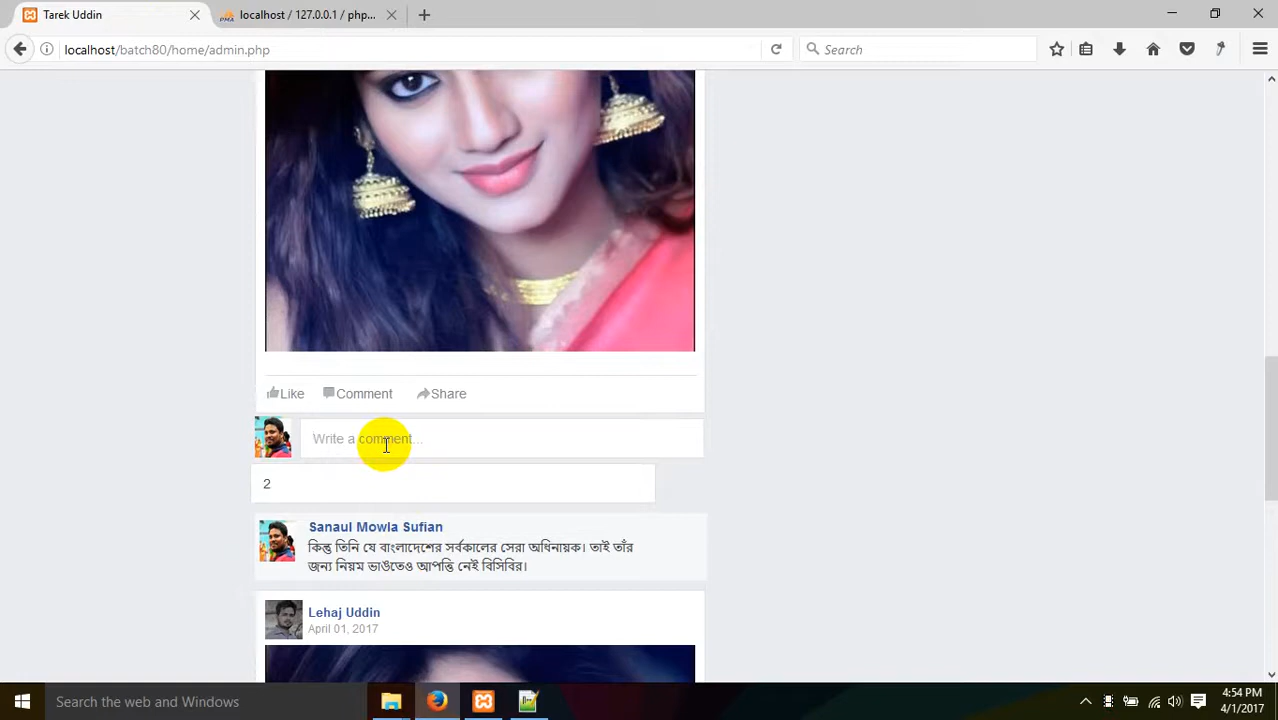 Tarek Uddin
localhost / 127.0.0.1 / php...
localhost/batch80/home/admin.php
Search
Like Comment Share
Write a comment...
2
Sanaul Mowla Sufian
কিন্তু তিনি যে বাংলাদেশের সর্বকালের সেরা অধিনায়ক। তাই তাঁর
জন্য নিয়ম ভাঙতেও আপত্তি নেই বিসিবির।
Lehaj Uddin
April 01, 2017
Search the web and Windows
4:54 PM
4/1/2017